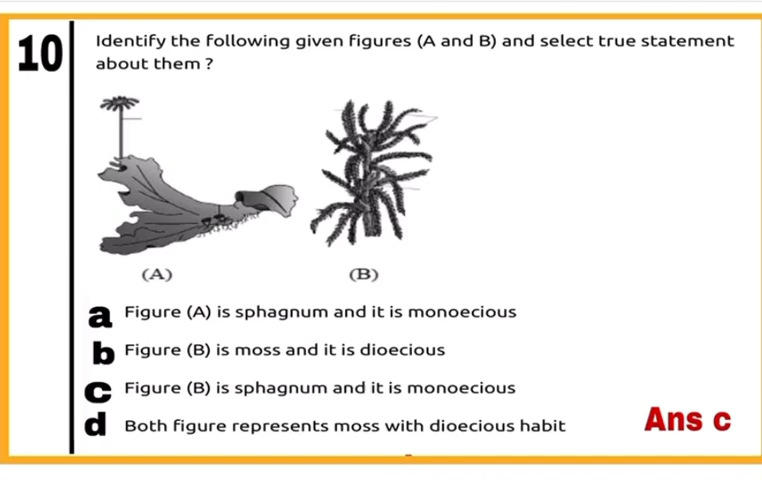 10
Identify the following given figures (A and B) and select true statement
about them ?
(A)
(B)
a Figure (A) is sphagnum and it is monoecious
b Figure (B) is moss and it is dioecious
c Figure (B) is sphagnum and it is monoecious
d Both figure represents moss with dioecious habit
Ans c